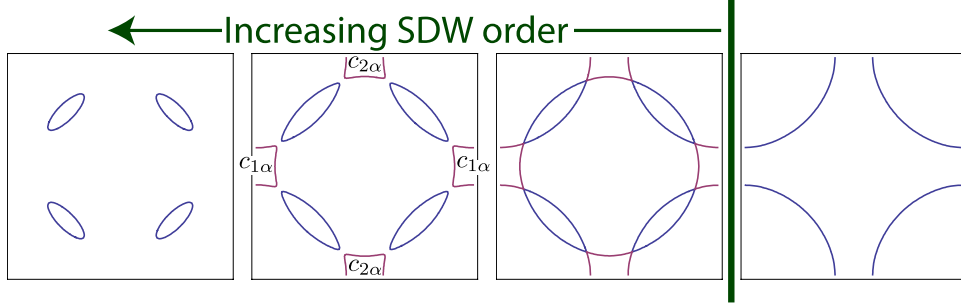 Increasing SDW order
c2α
c1α
c1α
c2α